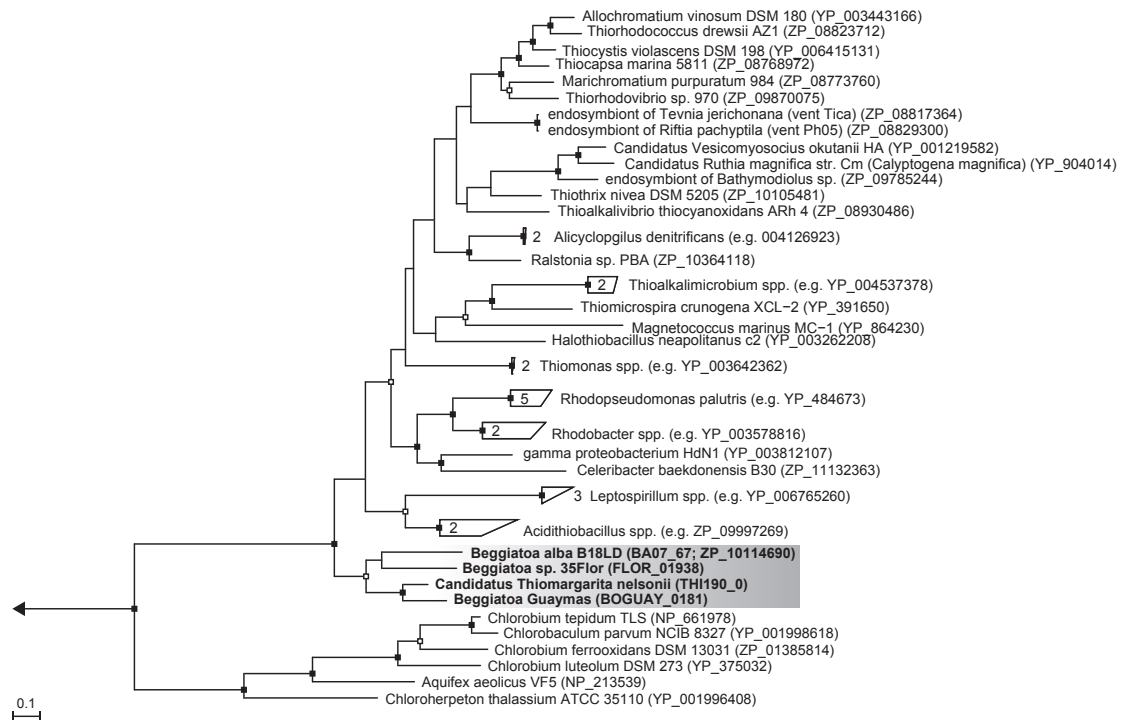 Allochromatium vinosum DSM 180 (YP_003443166)
Thiorhodococcus drewsii AZ1 (ZP_08823712)
Thiocystis violascens DSM 198 (YP_006415131)
Thiocapsa marina 5811 (ZP_08768972)
Marichromatium purpuratum 984 (ZP_08773760)
Thiorhodovibrio sp. 970 (ZP_09870075)
endosymbiont of Tevnia jerichonana (vent Tica) (ZP_08817364)
endosymbiont of Riftia pachyptila (vent Ph05) (ZP_08829300)
Candidatus Vesicomyosocius okutanii HA (YP_001219582)
Candidatus Ruthia magnifica str. Cm (Calyptogena magnifica) (YP_904014)
endosymbiont of Bathymodiolus sp. (ZP_09785244)
Thiothrix nivea DSM 5205 (ZP_10105481)
Thioalkalivibrio thiocyanoxidans ARh 4 (ZP_08930486)
2 Alicyclopgilus denitrificans (e.g. 004126923)
Ralstonia sp. PBA (ZP_10364118)
2 Thioalkalimicrobium spp. (e.g. YP_004537378)
Thiomicrospira crunogena XCL−2 (YP_391650)
Magnetococcus marinus MC−1 (YP_864230)
Halothiobacillus neapolitanus c2 (YP_003262208)
2 Thiomonas spp. (e.g. YP_003642362)
5 Rhodopseudomonas palutris (e.g. YP_484673)
2 Rhodobacter spp. (e.g. YP_003578816)
gamma proteobacterium HdN1 (YP_003812107)
Celeribacter baekdonensis B30 (ZP_11132363)
3 Leptospirillum spp. (e.g. YP_006765260)
2 Acidithiobacillus spp. (e.g. ZP_09997269)
Beggiatoa alba B18LD (BA07_67; ZP_10114690)
Beggiatoa sp. 35Flor (FLOR_01938)
Candidatus Thiomargarita nelsonii (THI190_0)
Beggiatoa Guaymas (BOGUAY_0181)
Chlorobium tepidum TLS (NP_661978)
Chlorobaculum parvum NCIB 8327 (YP_001998618)
Chlorobium ferrooxidans DSM 13031 (ZP_01385814)
Chlorobium luteolum DSM 273 (YP_375032)
Aquifex aeolicus VF5 (NP_213539)
Chloroherpeton thalassium ATCC 35110 (YP_001996408)
0.1